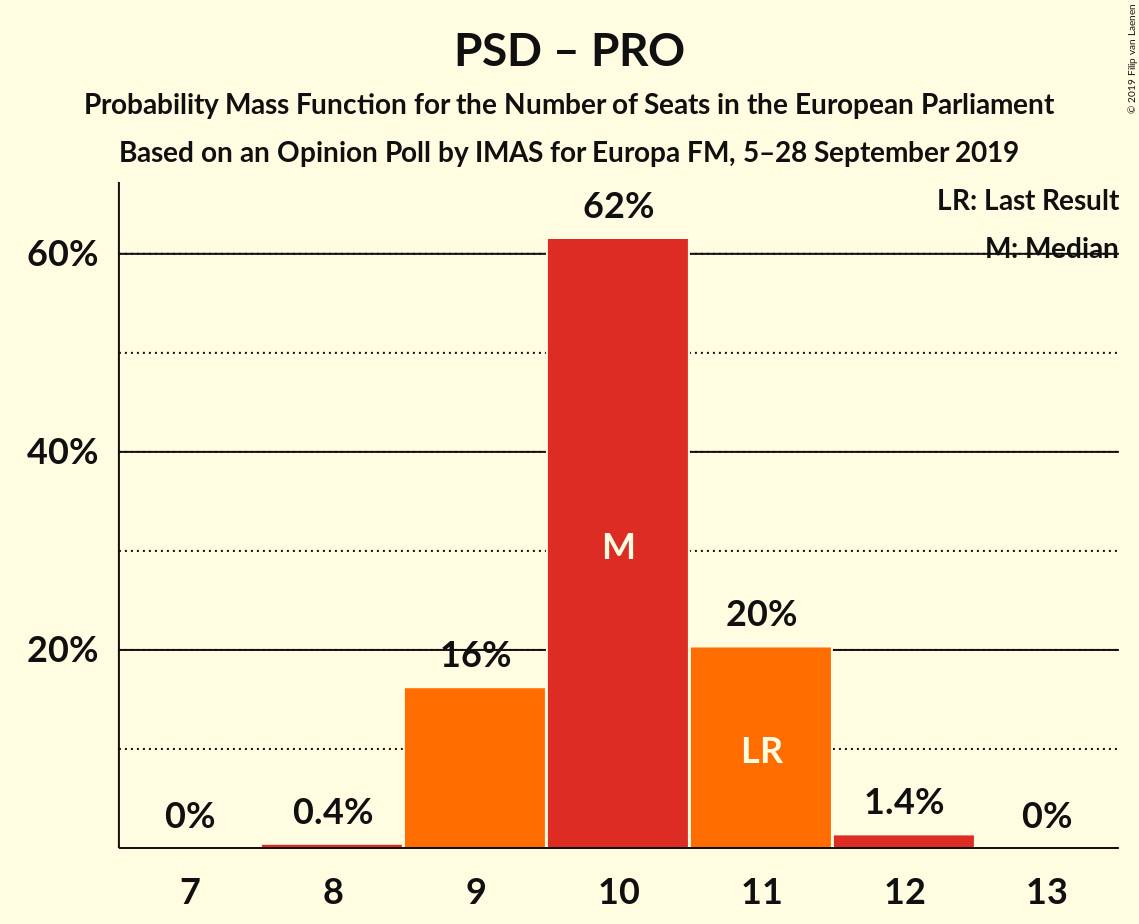 PSD – PRO
Probability Mass Function for the Number of Seats in the European Parliament
Based on an Opinion Poll by IMAS for Europa FM, 5–28 September 2019
© 2019 Filip van Laenen
LR: Last Result
M: Median
60%
40%
20%
0%
0.4%
16%
62%
M
20%
LR
1.4%
0%
7
8
9
10
11
12
13